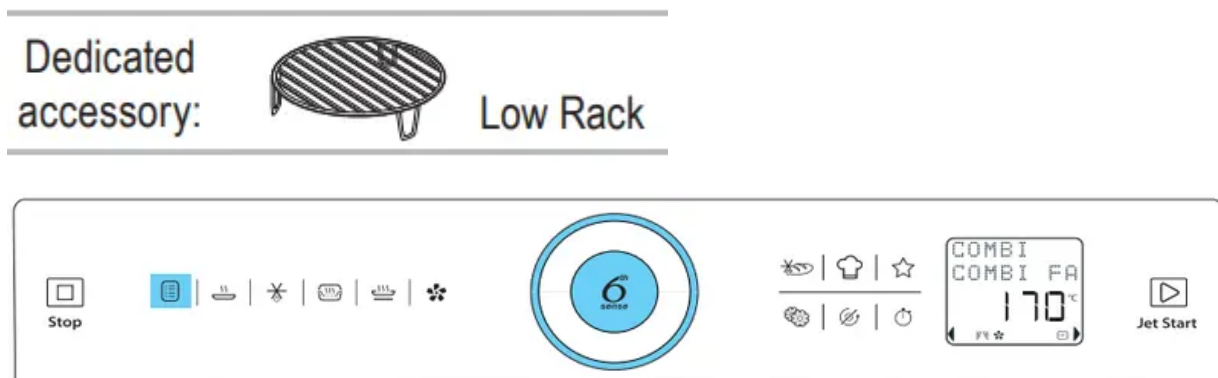 Dedicated
accessory:
Low Rack
6th
sense
COMBI
COMBI FA
170 °C
Stop
Jet Start